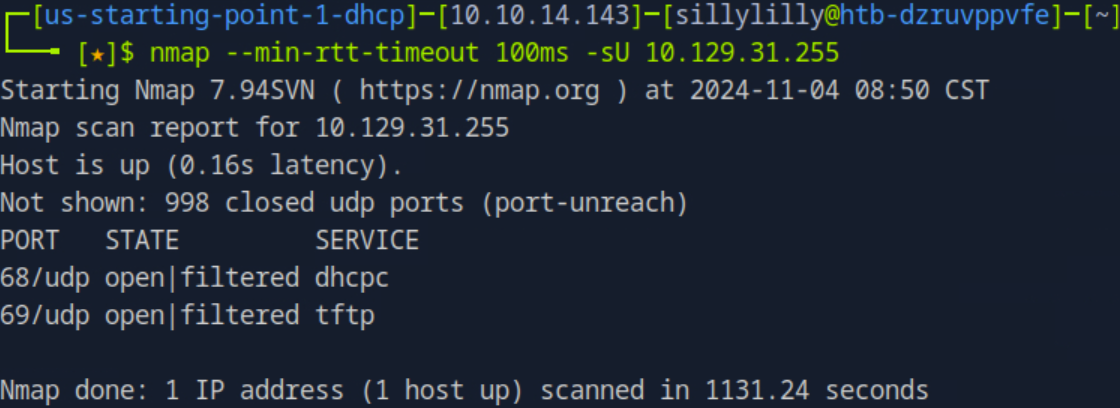 ┌─[us-starting-point-1-dhcp]─[10.10.14.143]─[sillylilly@htb-dzruvppvfe]─[~]
└──╼ [★]$ nmap --min-rtt-timeout 100ms -sU 10.129.31.255
Starting Nmap 7.94SVN ( https://nmap.org ) at 2024-11-04 08:50 CST
Nmap scan report for 10.129.31.255
Host is up (0.16s latency).
Not shown: 998 closed udp ports (port-unreach)
PORT   STATE         SERVICE
68/udp open|filtered dhcpc
69/udp open|filtered tftp
Nmap done: 1 IP address (1 host up) scanned in 1131.24 seconds